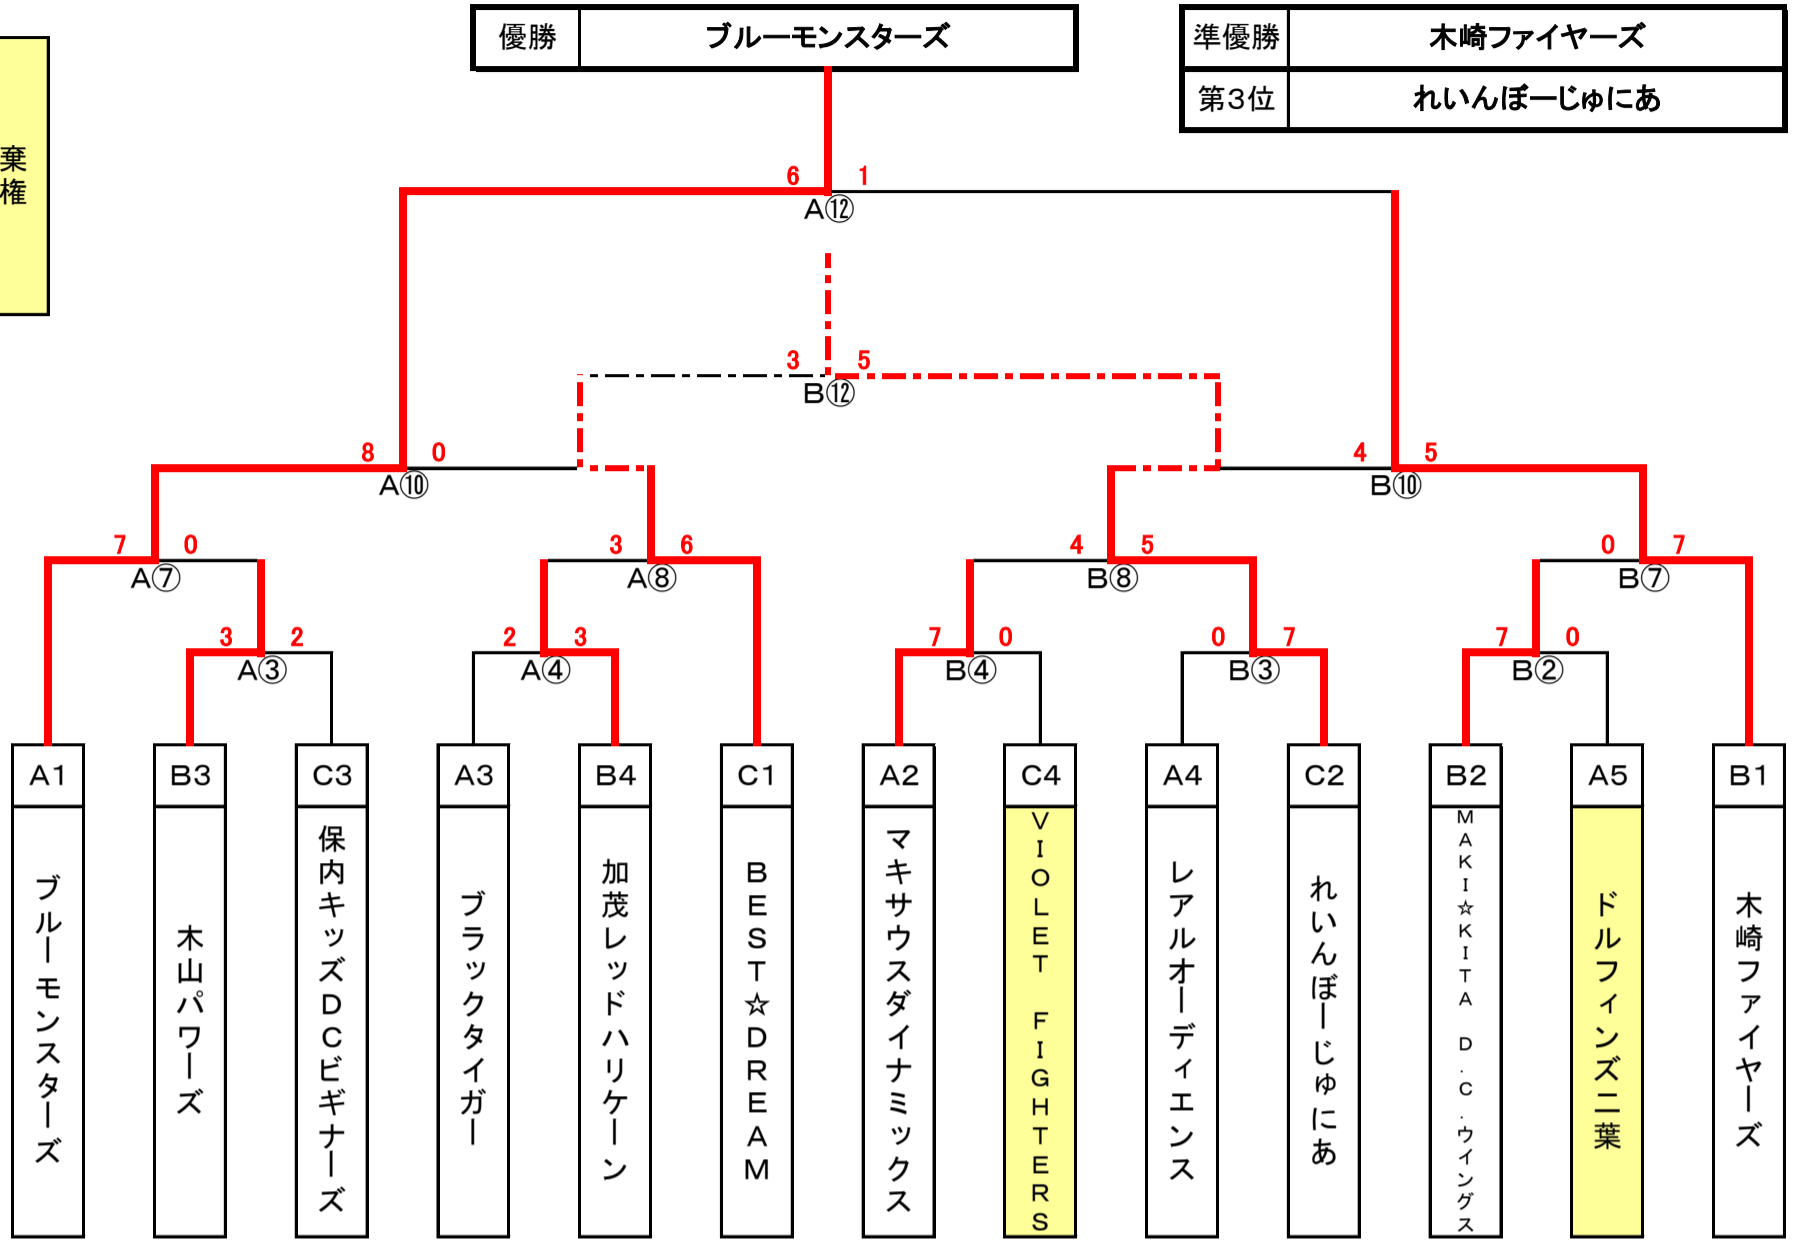 優勝 ブルーモンスターズ
準優勝 木崎ファイヤーズ
第3位 れいんぼーじゅにあ
棄権
6 1
A⑫
3 5
B⑫
8 0 4 5
A⑩ B⑩
7 0 3 6 4 5 0 7
A⑦ A⑧ B⑧ B⑦
3 2 2 3 7 0 0 7 7 0
A③ A④ B④ B③ B②
A1 B3 C3 A3 B4 C1 A2 C4 A4 C2 B2 A5 B1
ブルーモンスターズ
木山パワーズ
保内キッズDCビギナーズ
ブラックタイガー
加茂レッドハリケーン
BEST☆DREAM
マキサウスダイナミックス
VIOLET FIGHTERS
レアルオーディエンス
れいんぼーじゅにあ
MAKI☆KITA D.C.ウイングス
ドルフィンズ二葉
木崎ファイヤーズ